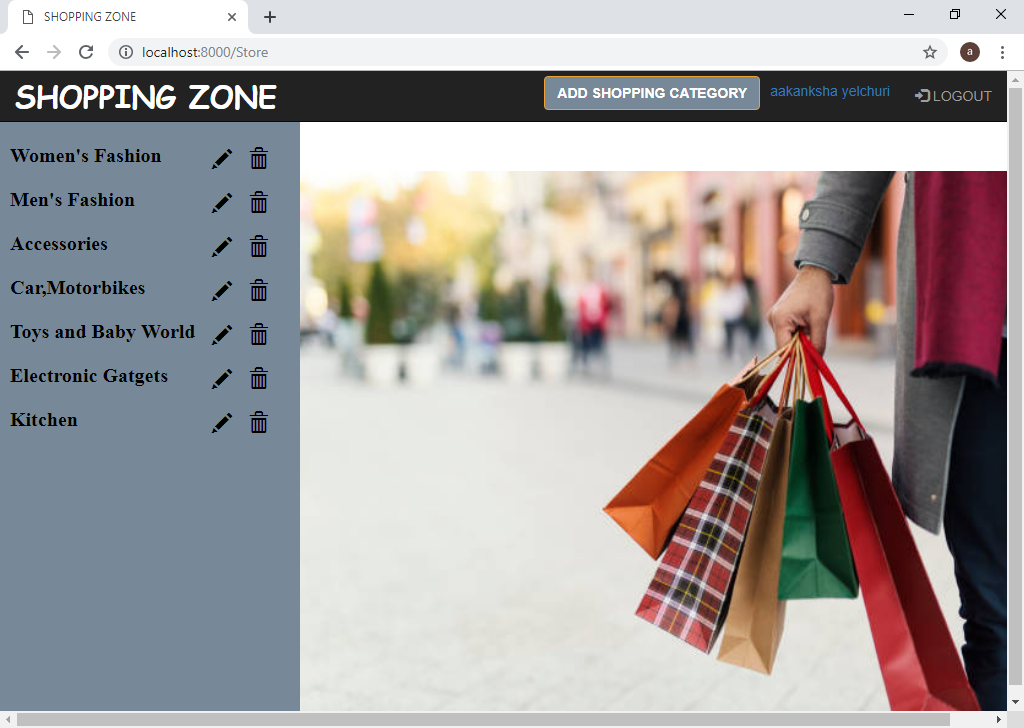 SHOPPING ZONE
localhost:8000/Store
a
SHOPPING ZONE
ADD SHOPPING CATEGORY
aakanksha yelchuri
LOGOUT
Women's Fashion
Men's Fashion
Accessories
Car,Motorbikes
Toys and Baby World
Electronic Gatgets
Kitchen